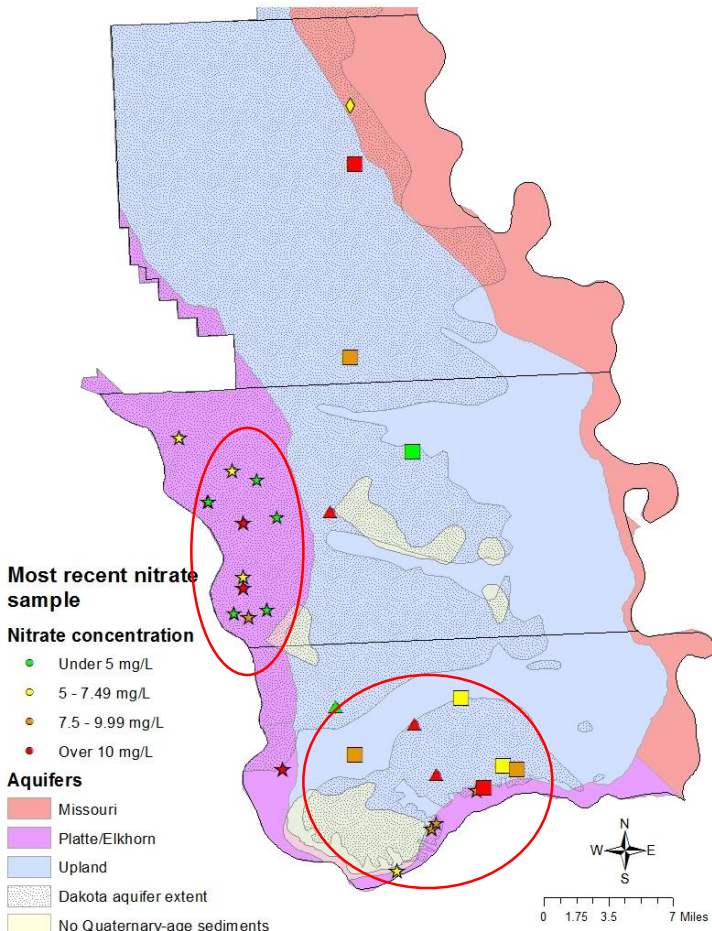 Most recent nitrate
sample
Nitrate concentration
Under 5 mg/L
5 - 7.49 mg/L
7.5 - 9.99 mg/L
Over 10 mg/L
Aquifers
Missouri
Platte/Elkhorn
Upland
Dakota aquifer extent
No Quaternary-age sediments
N
W E
S
0 1.75 3.5 7 Miles